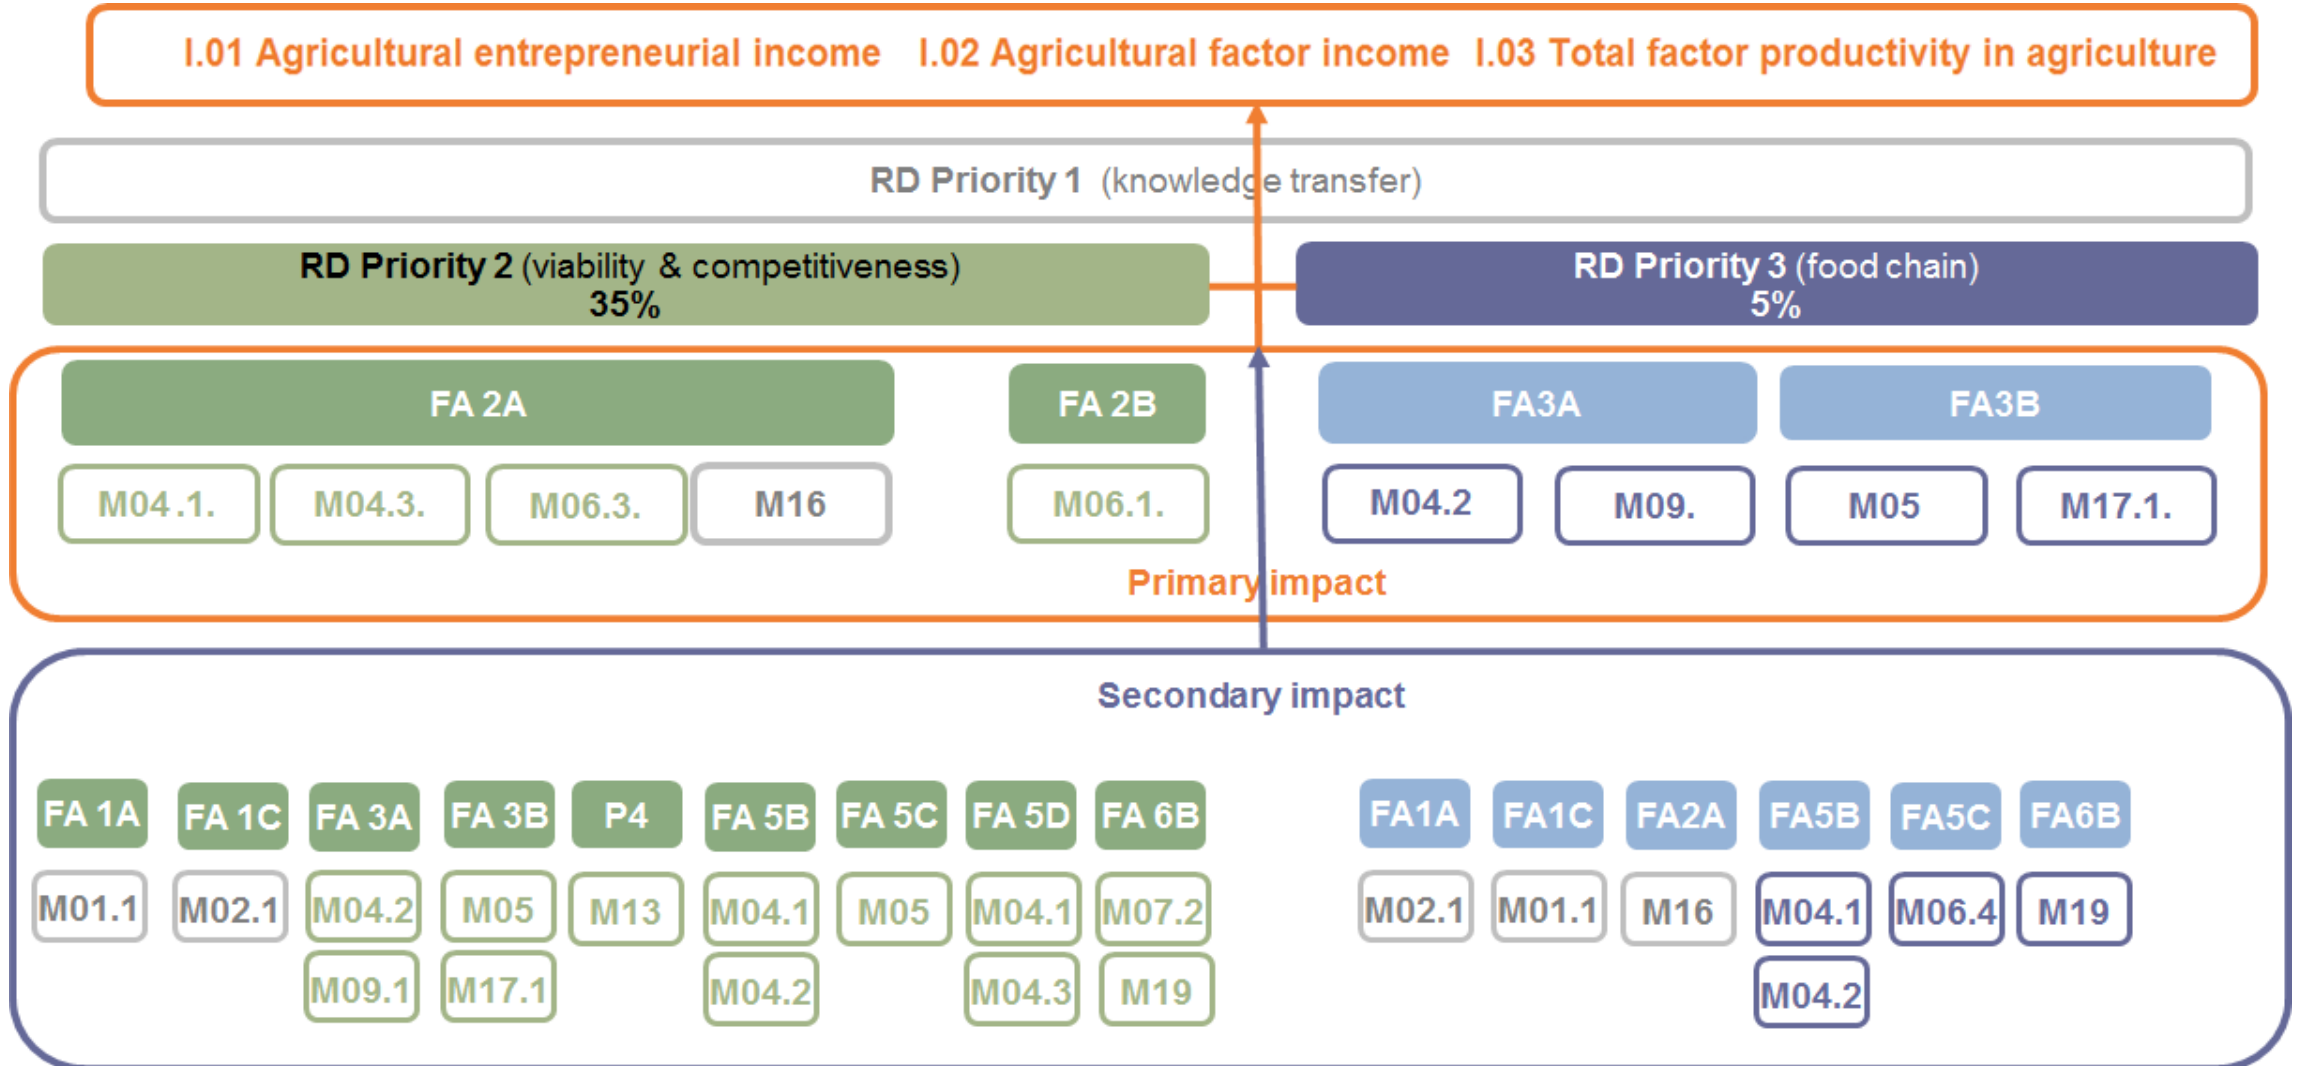 I.01 Agricultural entrepreneurial income I.02 Agricultural factor income I.03 Total factor productivity in agriculture
RD Priority 1 (knowledge transfer)
RD Priority 2 (viability & competitiveness)
35%
RD Priority 3 (food chain)
5%
FA 2A FA 2B FA3A FA3B
M04.1. M04.3. M06.3. M16 M06.1. M04.2 M09. M05 M17.1.
Primary impact
Secondary impact
FA 1A FA 1C FA 3A FA 3B P4 FA 5B FA 5C FA 5D FA 6B FA1A FA1C FA2A FA5B FA5C FA6B
M01.1 M02.1 M04.2 M05 M13 M04.1 M05 M04.1 M07.2 M02.1 M01.1 M16 M04.1 M06.4 M19
M09.1 M17.1 M04.2 M04.3 M19 M04.2